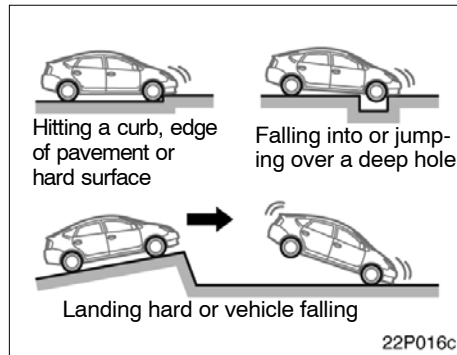 Hitting a curb, edge
of pavement or
hard surface
Falling into or jump-
ing over a deep hole
Landing hard or vehicle falling
22P016c